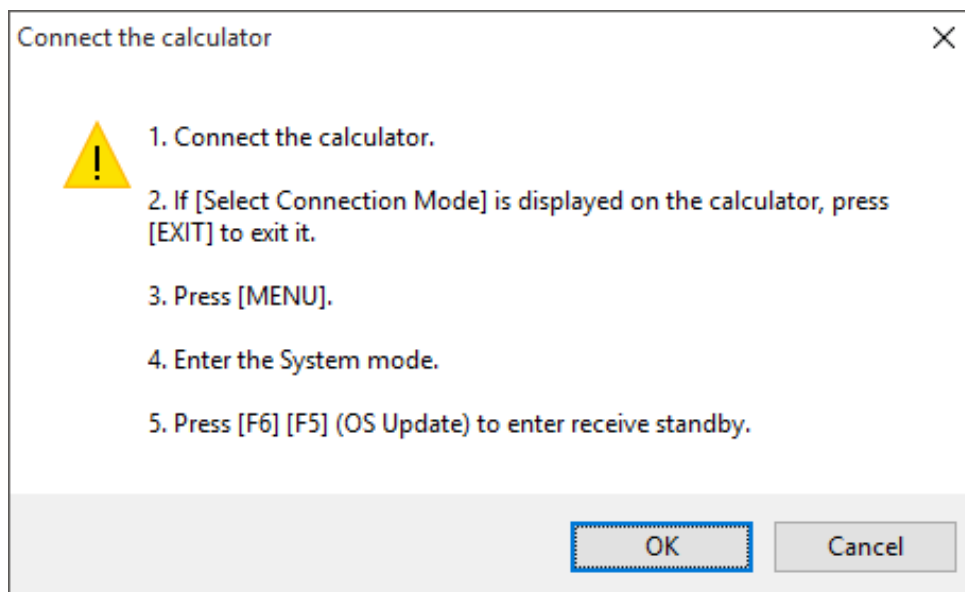 Connect the calculator
1. Connect the calculator.
2. If [Select Connection Mode] is displayed on the calculator, press
[EXIT] to exit it.
3. Press [MENU].
4. Enter the System mode.
5. Press [F6] [F5] (OS Update) to enter receive standby.
OK
Cancel